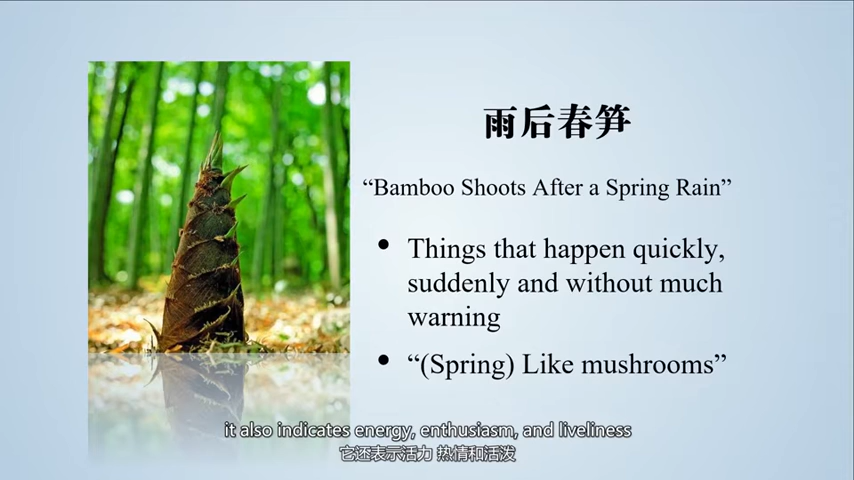 雨后春笋
“Bamboo Shoots After a Spring Rain”
• Things that happen quickly,
suddenly and without much
warning
• “(Spring) Like mushrooms”
it also indicates energy, enthusiasm, and liveliness
它还表示活力 热情和活泼